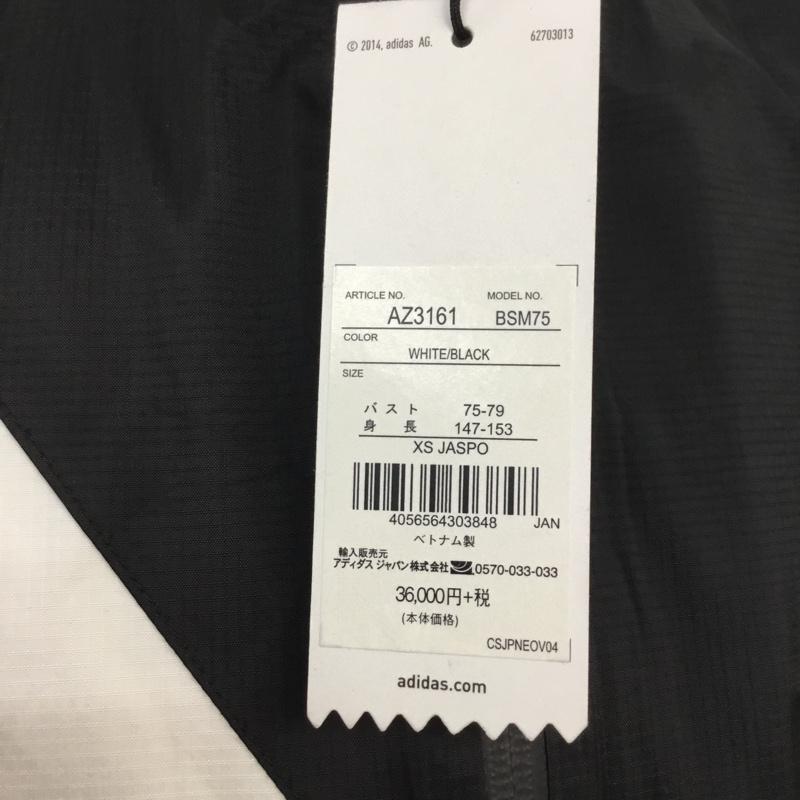 © 2014, adidas AG.
62703013
ARTICLE NO. MODEL NO.
AZ3161 BSM75
COLOR
WHITE/BLACK
SIZE
バスト 75-79
身長 147-153
XS JASPO
4056564303848 JAN
ベトナム製
輸入販売元
アディダス ジャパン株式会社 0570-033-033
36,000円+税
(本体価格)
CSJPNEOV04
adidas.com